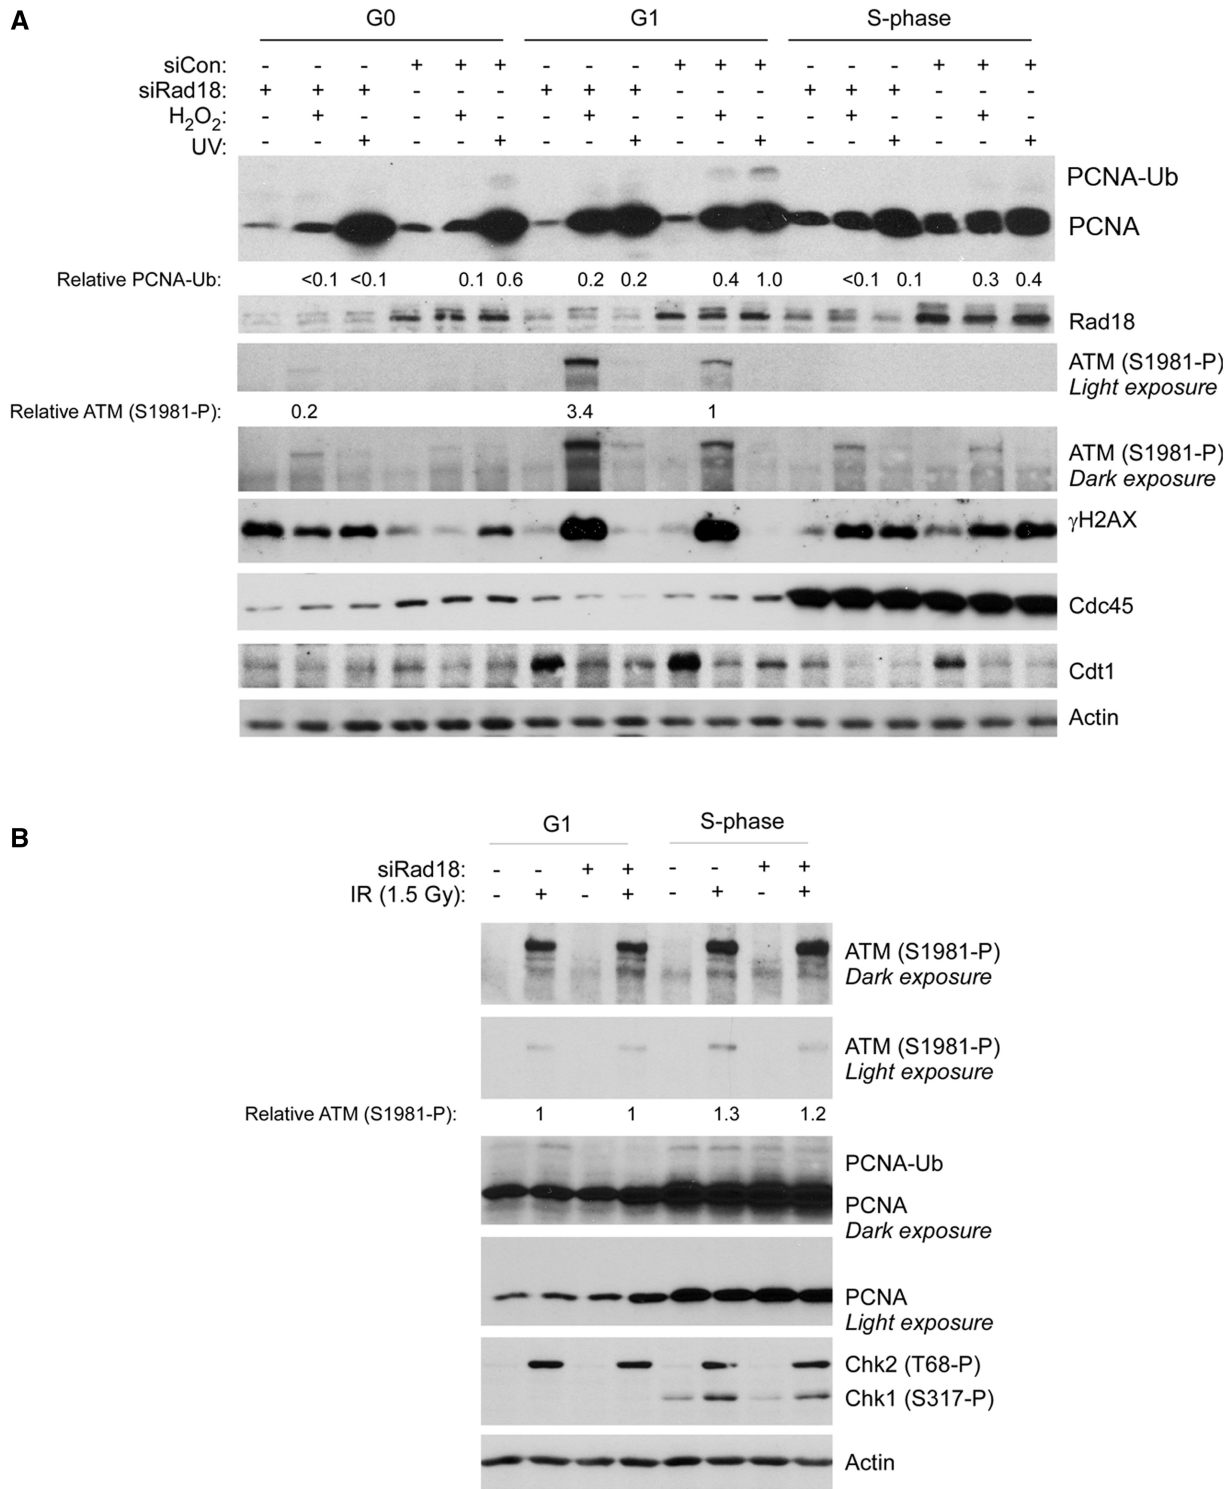 A
G0 G1 S-phase
siCon: - - - + + + - - - + + + - - - + + +
siRad18: + + + - - - + + + - - - + + + - - -
H2O2: - + - - + - - + - - + - - + - - + -
UV: - - + - - + - - + - - + - - + - - +
PCNA-Ub
PCNA
Relative PCNA-Ub: <0.1 <0.1 0.1 0.6 0.2 0.2 0.4 1.0 <0.1 0.1 0.3 0.4
Rad18
ATM (S1981-P)
Light exposure
Relative ATM (S1981-P): 0.2 3.4 1
ATM (S1981-P)
Dark exposure
γH2AX
Cdc45
Cdt1
Actin
B
G1 S-phase
siRad18: - - + + - - + +
IR (1.5 Gy): - + - + - + - +
ATM (S1981-P)
Dark exposure
ATM (S1981-P)
Light exposure
Relative ATM (S1981-P): 1 1 1.3 1.2
PCNA-Ub
PCNA
Dark exposure
PCNA
Light exposure
Chk2 (T68-P)
Chk1 (S317-P)
Actin